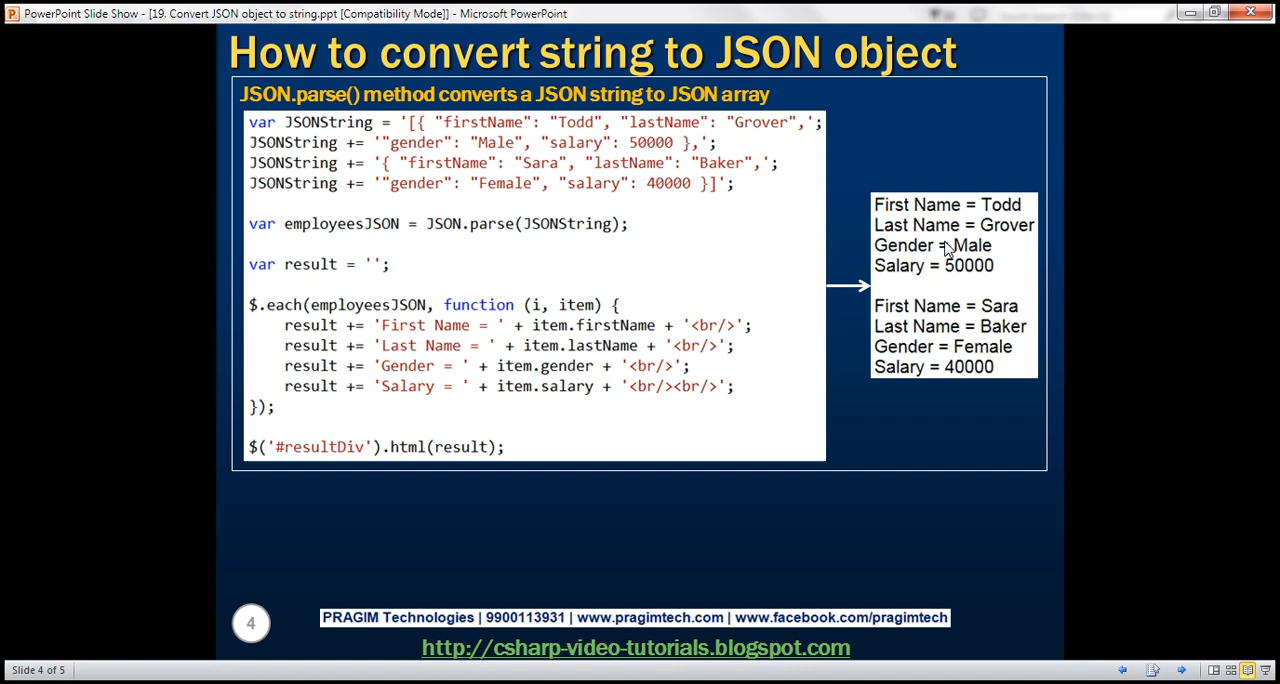 PowerPoint Slide Show - [19. Convert JSON object to string.ppt [Compatibility Mode]] - Microsoft PowerPoint
How to convert string to JSON object
JSON.parse() method converts a JSON string to JSON array
var JSONString = '[{ "firstName": "Todd", "lastName": "Grover",';
JSONString += '"gender": "Male", "salary": 50000 },';
JSONString += '{ "firstName": "Sara", "lastName": "Baker",';
JSONString += '"gender": "Female", "salary": 40000 }]';
var employeesJSON = JSON.parse(JSONString);
var result = '';
$.each(employeesJSON, function (i, item) {
result += 'First Name = ' + item.firstName + '<br/>';
result += 'Last Name = ' + item.lastName + '<br/>';
result += 'Gender = ' + item.gender + '<br/>';
result += 'Salary = ' + item.salary + '<br/><br/>';
});
$('#resultDiv').html(result);
First Name = Todd
Last Name = Grover
Gender = Male
Salary = 50000
First Name = Sara
Last Name = Baker
Gender = Female
Salary = 40000
4
PRAGIM Technologies | 9900113931 | www.pragimtech.com | www.facebook.com/pragimtech
http://csharp-video-tutorials.blogspot.com
Slide 4 of 5